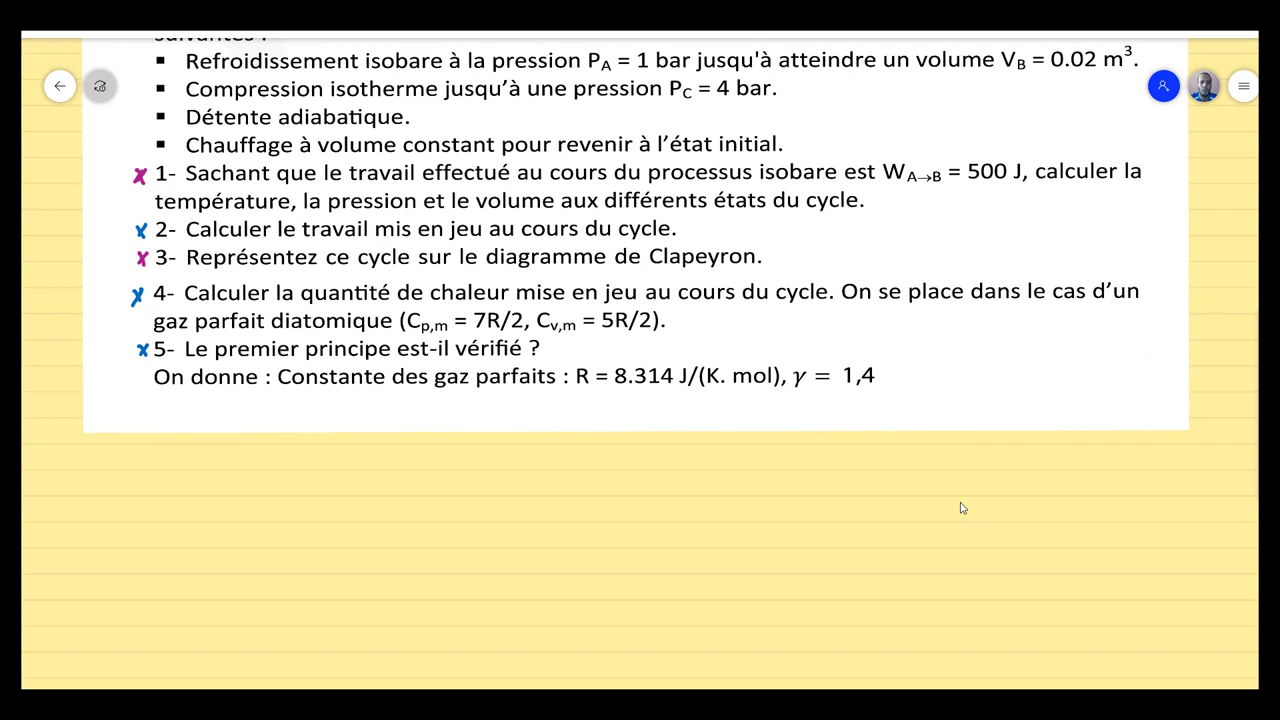 suivantes :
▪ Refroidissement isobare à la pression P_A = 1 bar jusqu'à atteindre un volume V_B = 0.02 m³.
▪ Compression isotherme jusqu’à une pression P_C = 4 bar.
▪ Détente adiabatique.
▪ Chauffage à volume constant pour revenir à l’état initial.
x 1- Sachant que le travail effectué au cours du processus isobare est W_A→B = 500 J, calculer la
température, la pression et le volume aux différents états du cycle.
x 2- Calculer le travail mis en jeu au cours du cycle.
x 3- Représentez ce cycle sur le diagramme de Clapeyron.
x 4- Calculer la quantité de chaleur mise en jeu au cours du cycle. On se place dans le cas d’un
gaz parfait diatomique (C_p,m = 7R/2, C_v,m = 5R/2).
x 5- Le premier principe est-il vérifié ?
On donne : Constante des gaz parfaits : R = 8.314 J/(K. mol), γ = 1,4